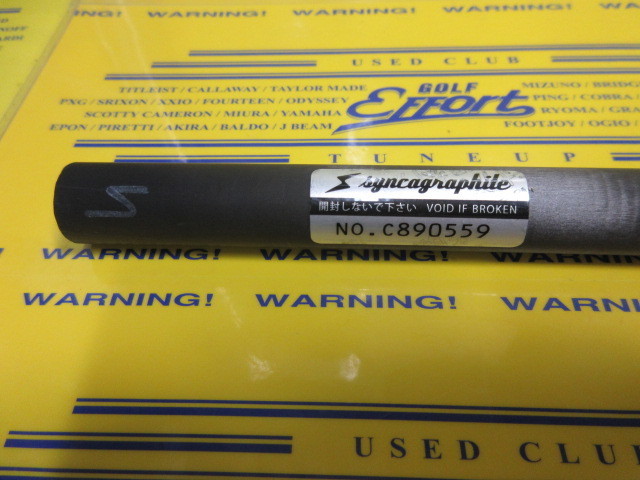 WARNING! WARNING! WARNING! WARNING!
USED CLUB
TITLEIST / CALLAWAY / TAYLOR MADE
PXG / SRIXON / XXIO / FOURTEEN / ODYSSEY
SCOTTY CAMERON / MIURA / YAMAHA
EPON / PIRETTI / AKIRA / BALDO / J BEAM
GOLF
Effort
MIZUNO / BRIDG
PING / COBRA
RYOMA / GRA
FOOTJOY / OGIO /
TUNEUP
syncagraphite
開封しないで下さい VOID IF BROKEN
NO. C890559
WARNING! WARNING! WARNING! WARNING! WARNING!
USED CLU